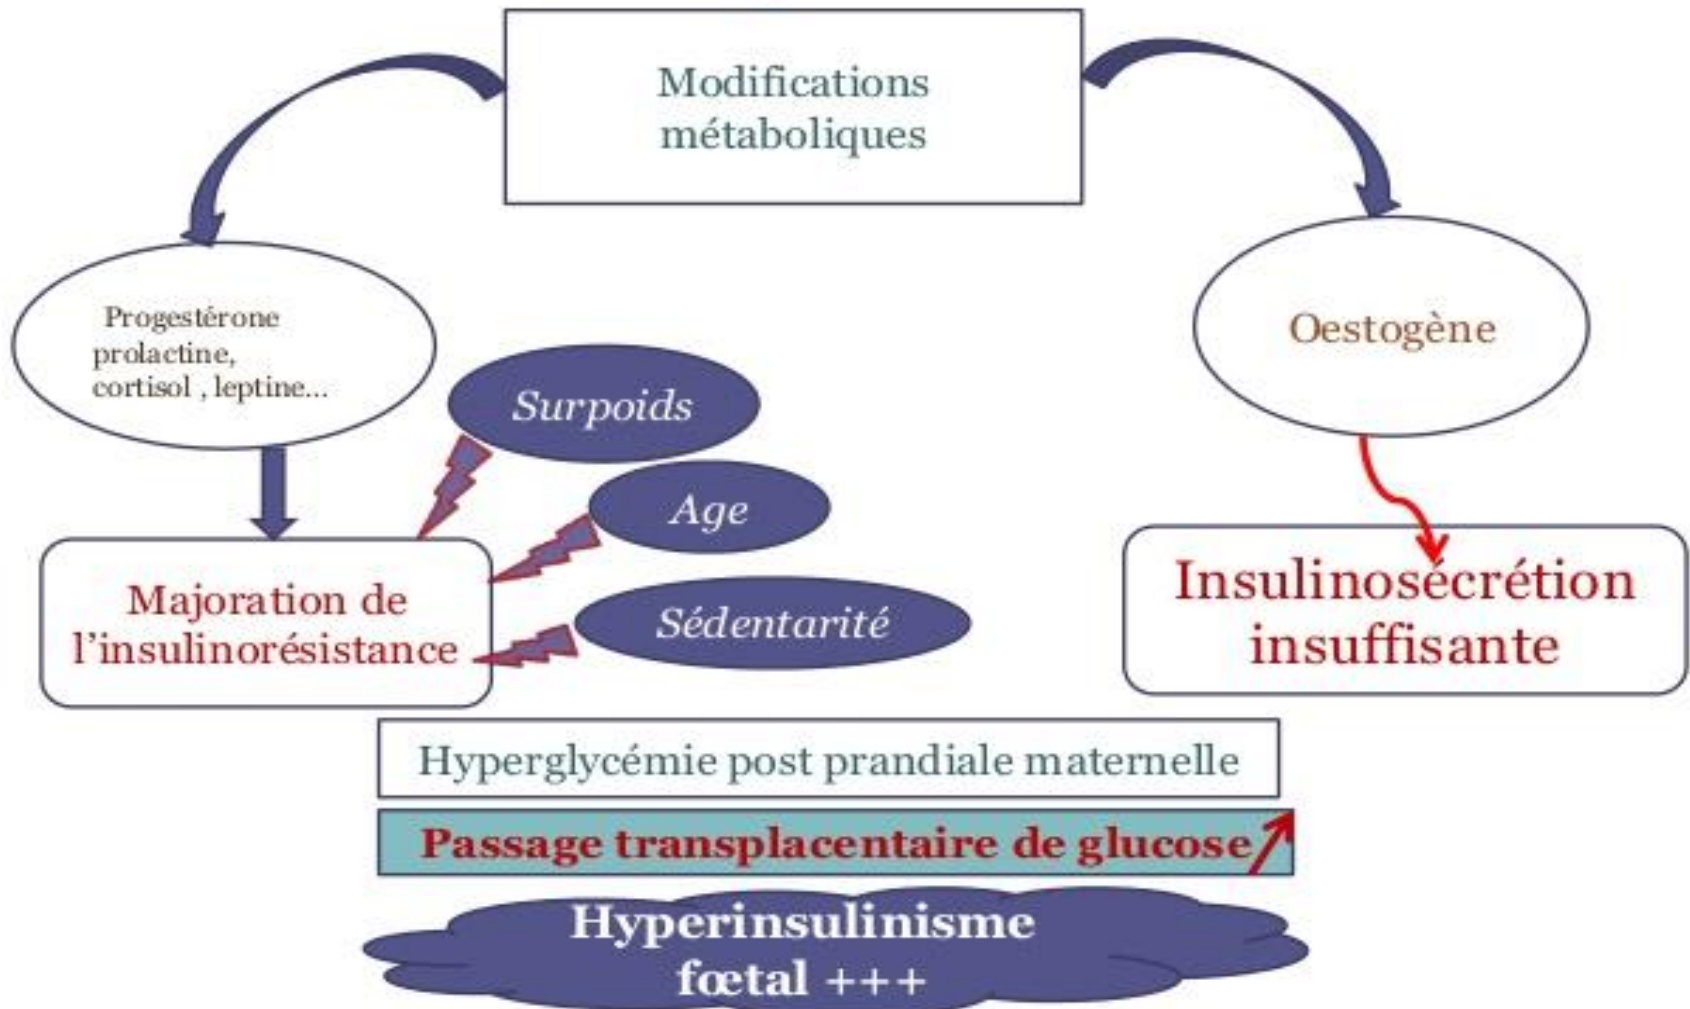 Modifications
métaboliques
Progestérone
prolactine,
cortisol , leptine...
Oestogène
Surpoids
Age
Sédentarité
Majoration de
l'insulinorésistance
Insulinosécrétion
insuffisante
Hyperglycémie post prandiale maternelle
Passage transplacentaire de glucose
Hyperinsulinisme
fœtal +++